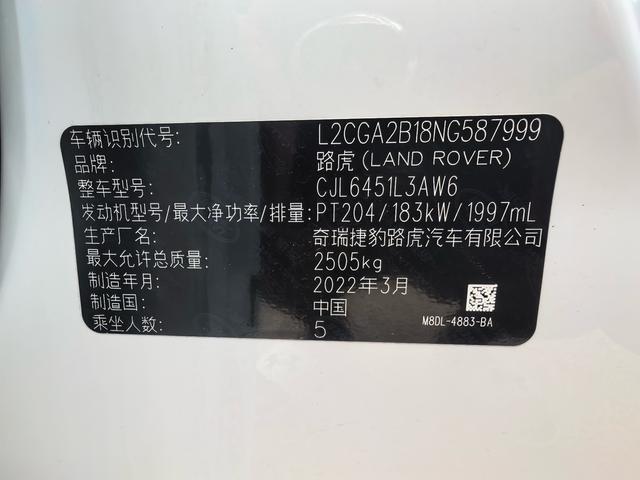 车辆识别代号: L2CGA2B18NG587999
品牌: 路虎(LAND ROVER)
整车型号: CJL6451L3AW6
发动机型号/最大净功率/排量: PT204/183kW/1997mL
生产厂名: 奇瑞捷豹路虎汽车有限公司
最大允许总质量: 2505kg
制造年月: 2022年3月
制造国: 中国
乘坐人数: 5
M8DL-4883-BA